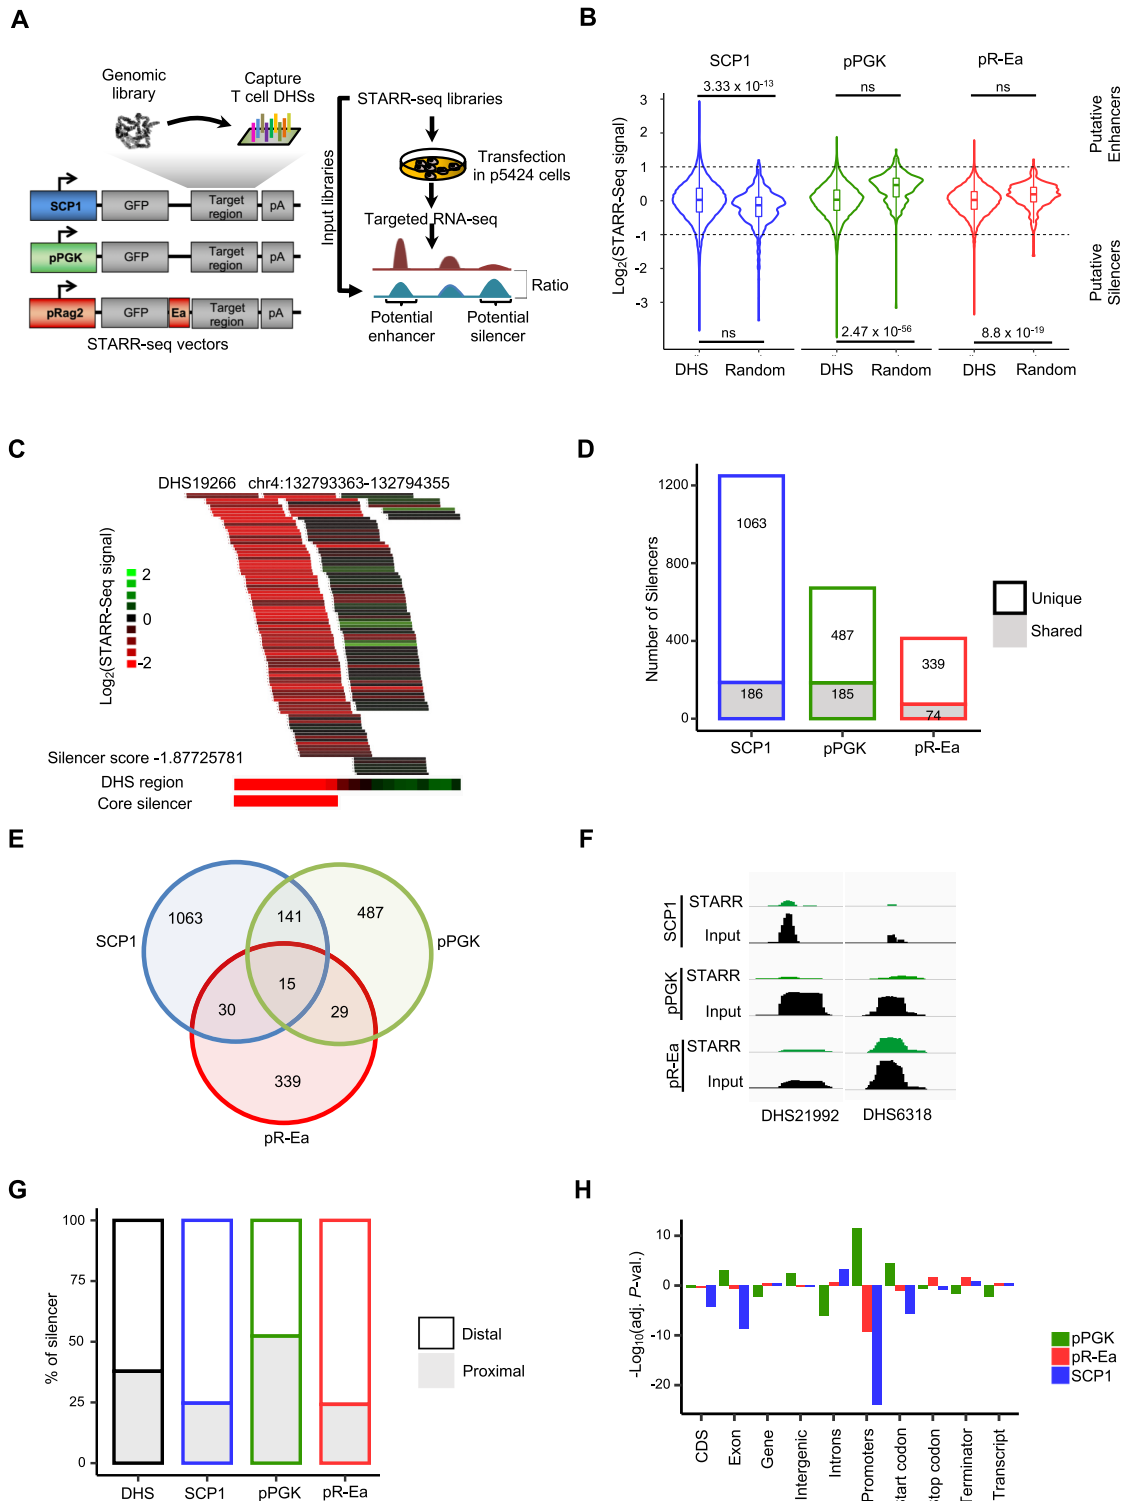 A
Genomic library
Capture T cell DHSs
SCP1
GFP
Target region
pA
pPGK
GFP
Target region
pA
pRag2
GFP
Ea
Target region
pA
STARR-seq vectors
STARR-seq libraries
Input libraries
Transfection in p5424 cells
Targeted RNA-seq
Ratio
Potential enhancer
Potential silencer
B
SCP1
pPGK
pR-Ea
3.33 x 10⁻¹³
ns
ns
Log₂(STARR-Seq signal)
3
2
1
0
-1
-2
-3
Putative Enhancers
Putative Silencers
ns
2.47 x 10⁻⁵⁶
8.8 x 10⁻¹⁹
DHS
Random
DHS
Random
DHS
Random
C
DHS19266 chr4:132793363-132794355
Log₂(STARR-Seq signal)
2
0
-2
Silencer score -1.87725781
DHS region
Core silencer
D
Number of Silencers
1200
800
400
0
1063
186
487
185
339
74
SCP1
pPGK
pR-Ea
Unique
Shared
E
SCP1
pPGK
pR-Ea
1063
141
487
15
30
29
339
F
SCP1
STARR
Input
pPGK
STARR
Input
pR-Ea
STARR
Input
DHS21992
DHS6318
G
% of silencer
100
75
50
25
0
DHS
SCP1
pPGK
pR-Ea
Distal
Proximal
H
-Log₁₀(adj. P-val.)
10
0
-10
-20
CDS
Exon
Gene
Intergenic
Introns
Promoters
codon
codon
Terminator
Transcript
pPGK
pR-Ea
SCP1